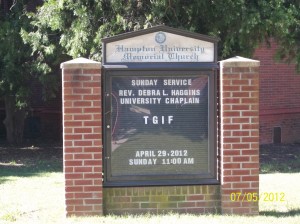 Hampton University
Memorial Church
SUNDAY SERVICE
REV. DEBRA L. HAGGINS
UNIVERSITY CHAPLAIN
TGIF
APRIL 29.2012
SUNDAY 11:00 AM
07/05/2012